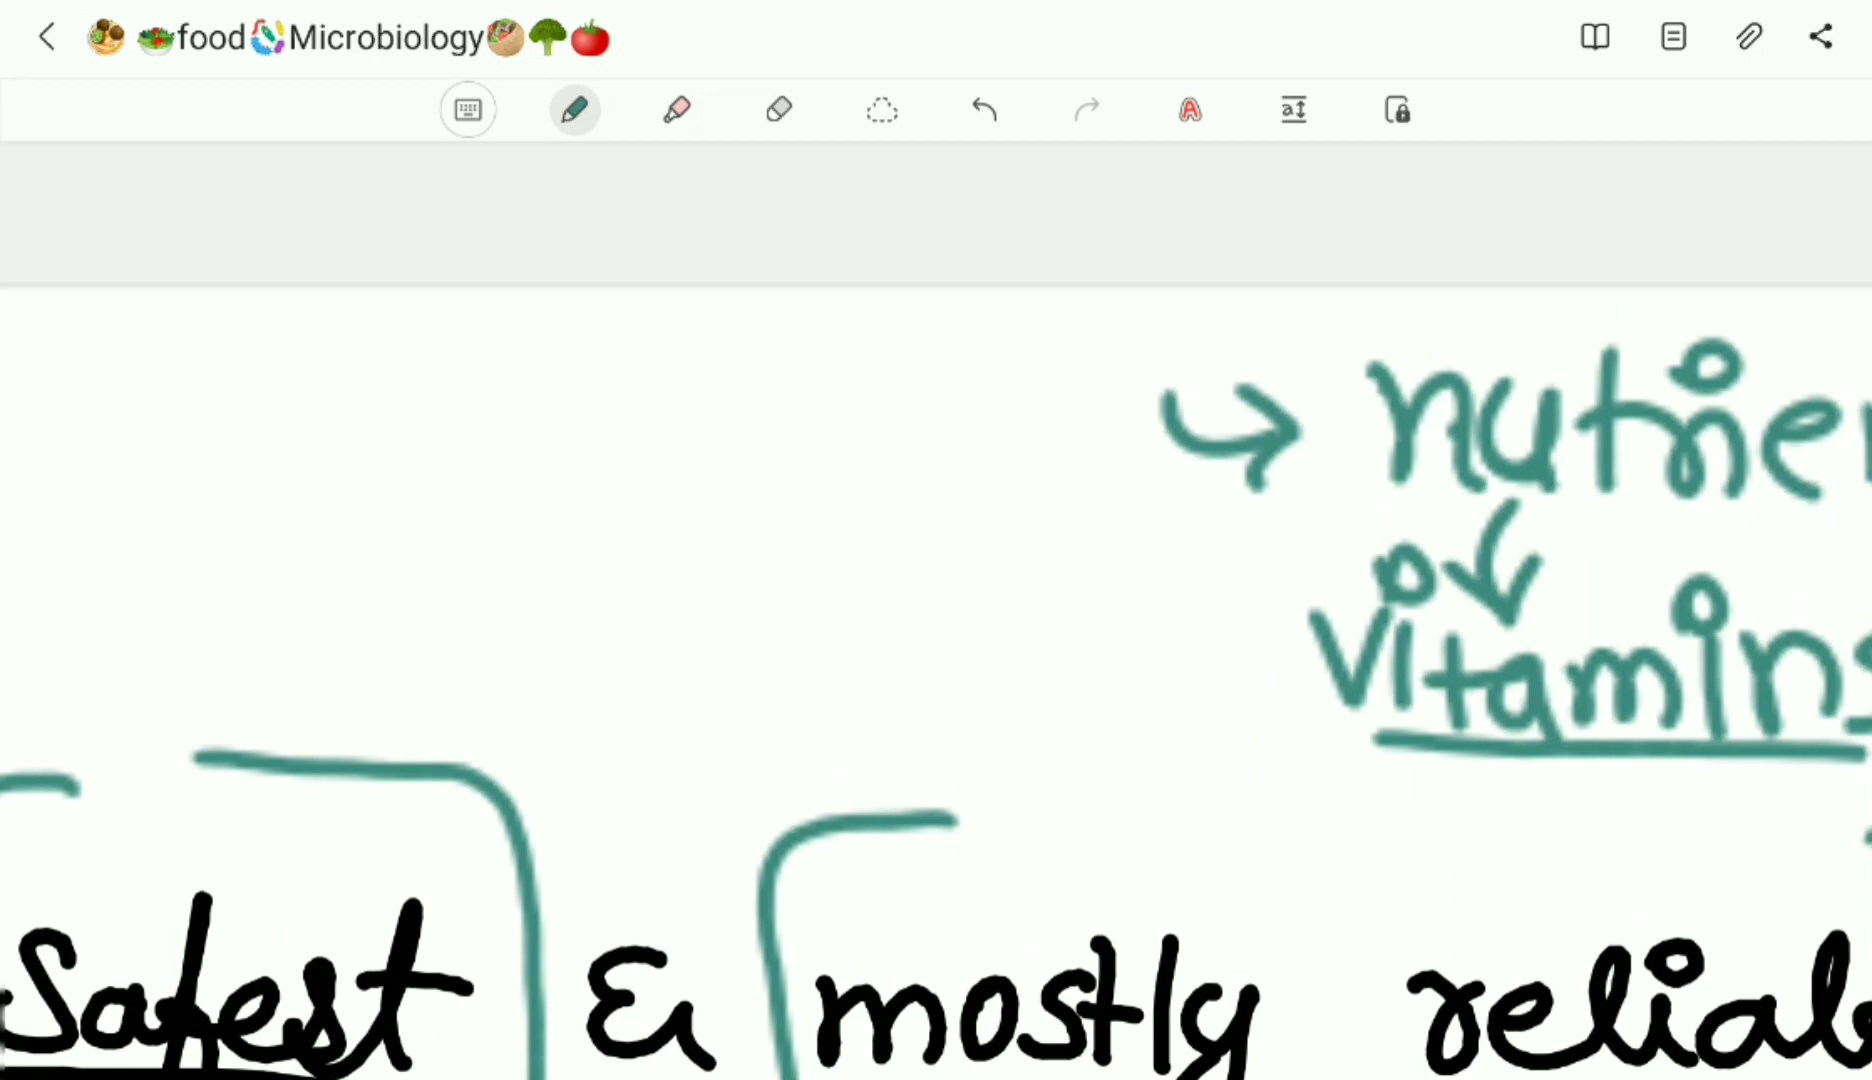 food Microbiology
→ nutrie
Vitamins
Safest & mostly reliab